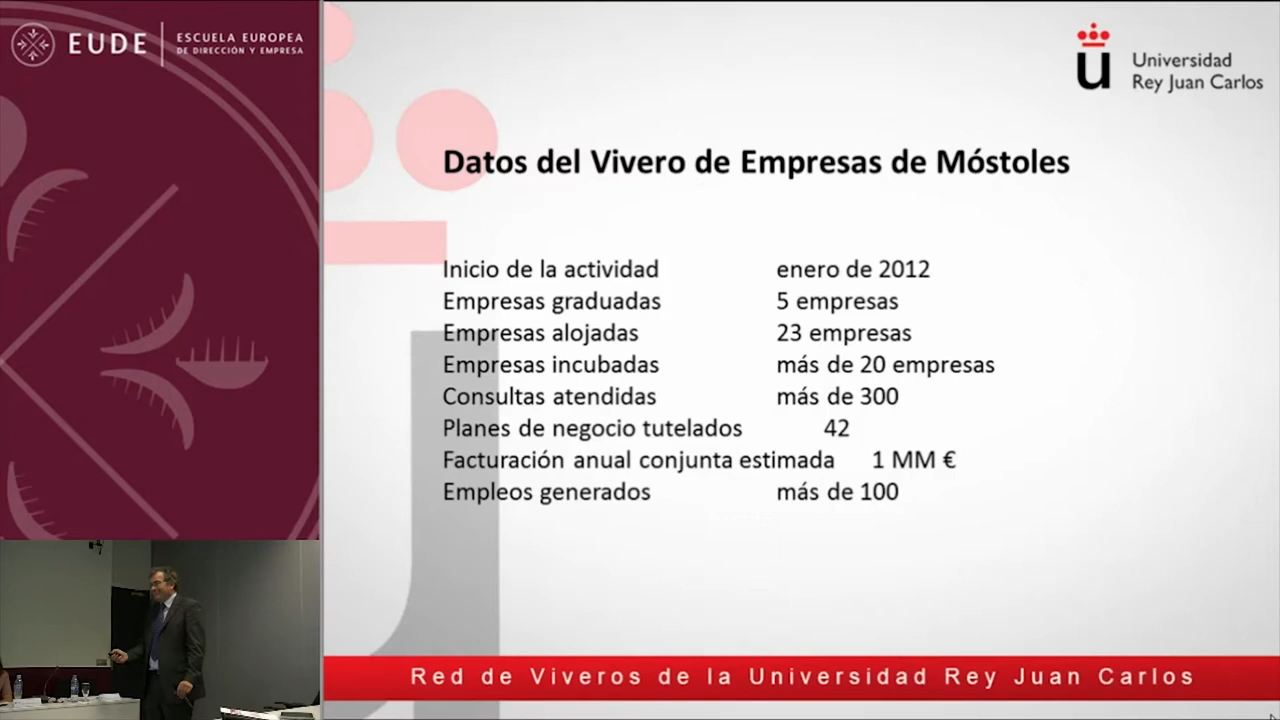 EUDE
ESCUELA EUROPEA
DE DIRECCIÓN Y EMPRESA
Universidad
Rey Juan Carlos
Datos del Vivero de Empresas de Móstoles
Inicio de la actividad enero de 2012
Empresas graduadas 5 empresas
Empresas alojadas 23 empresas
Empresas incubadas más de 20 empresas
Consultas atendidas más de 300
Planes de negocio tutelados 42
Facturación anual conjunta estimada 1 MM €
Empleos generados más de 100
Red de Viveros de la Universidad Rey Juan Carlos